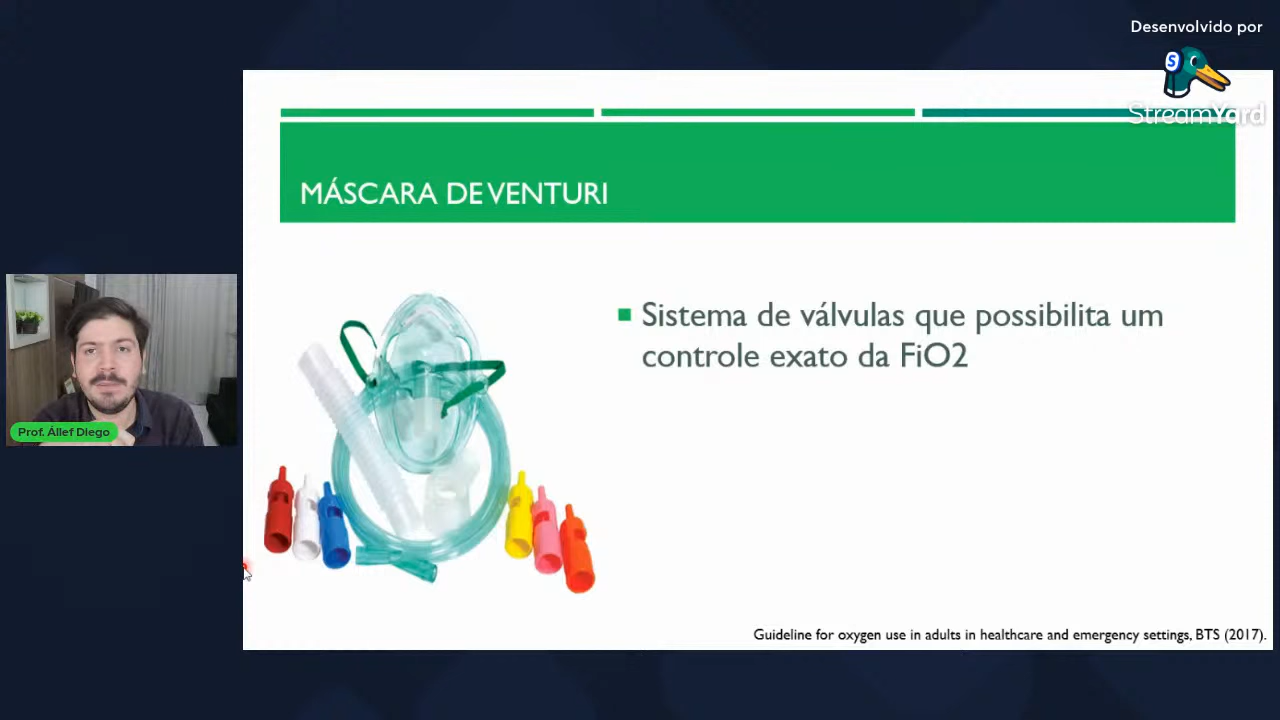 Desenvolvido por
S
StreamYard
MÁSCARA DE VENTURI
Sistema de válvulas que possibilita um
controle exato da FiO2
Prof. Állef Diego
Guideline for oxygen use in adults in healthcare and emergency settings, BTS (2017).